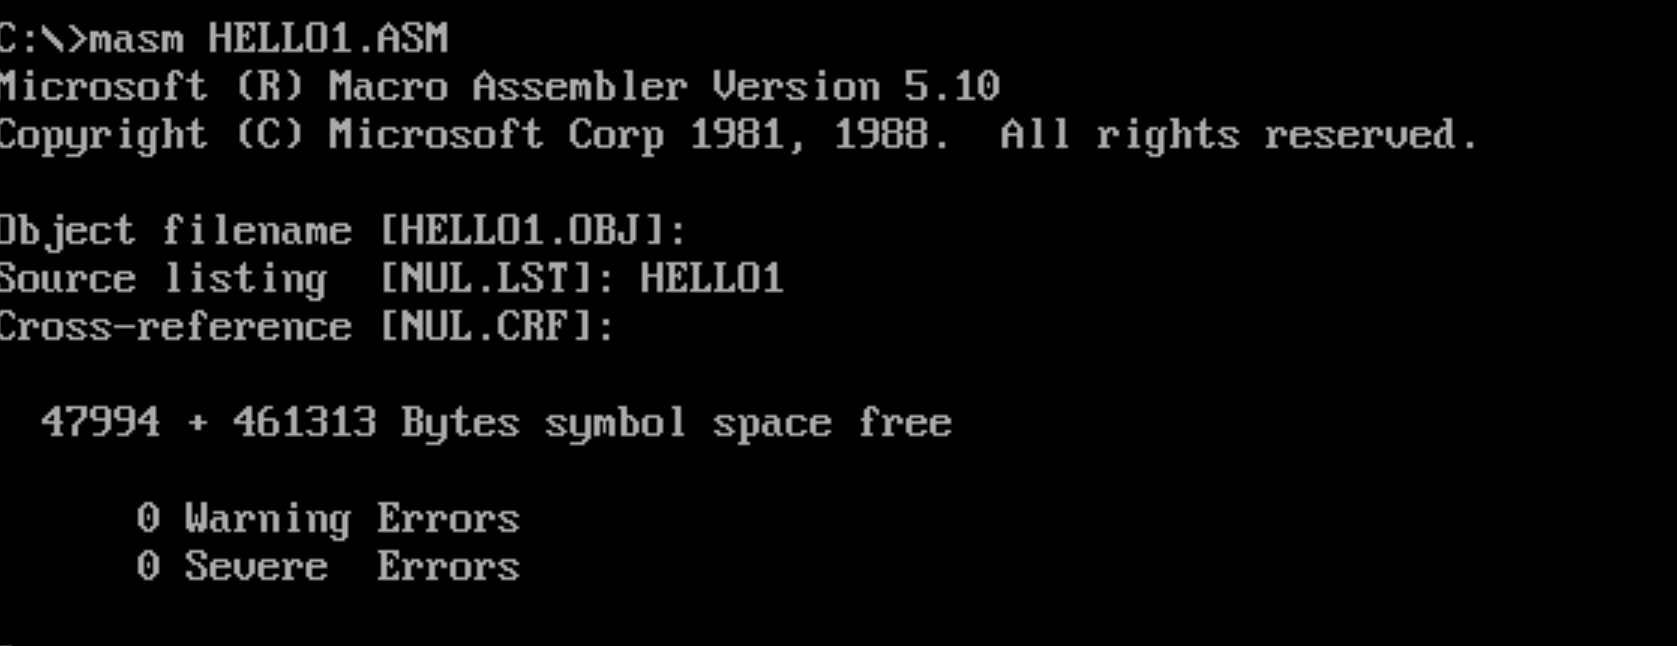 C:\>masm HELLO1.ASM
Microsoft (R) Macro Assembler Version 5.10
Copyright (C) Microsoft Corp 1981, 1988.  All rights reserved.
Object filename [HELLO1.OBJ]:
Source listing  [NUL.LST]: HELLO1
Cross-reference [NUL.CRF]:
47994 + 461313 Bytes symbol space free
0 Warning Errors
0 Severe  Errors